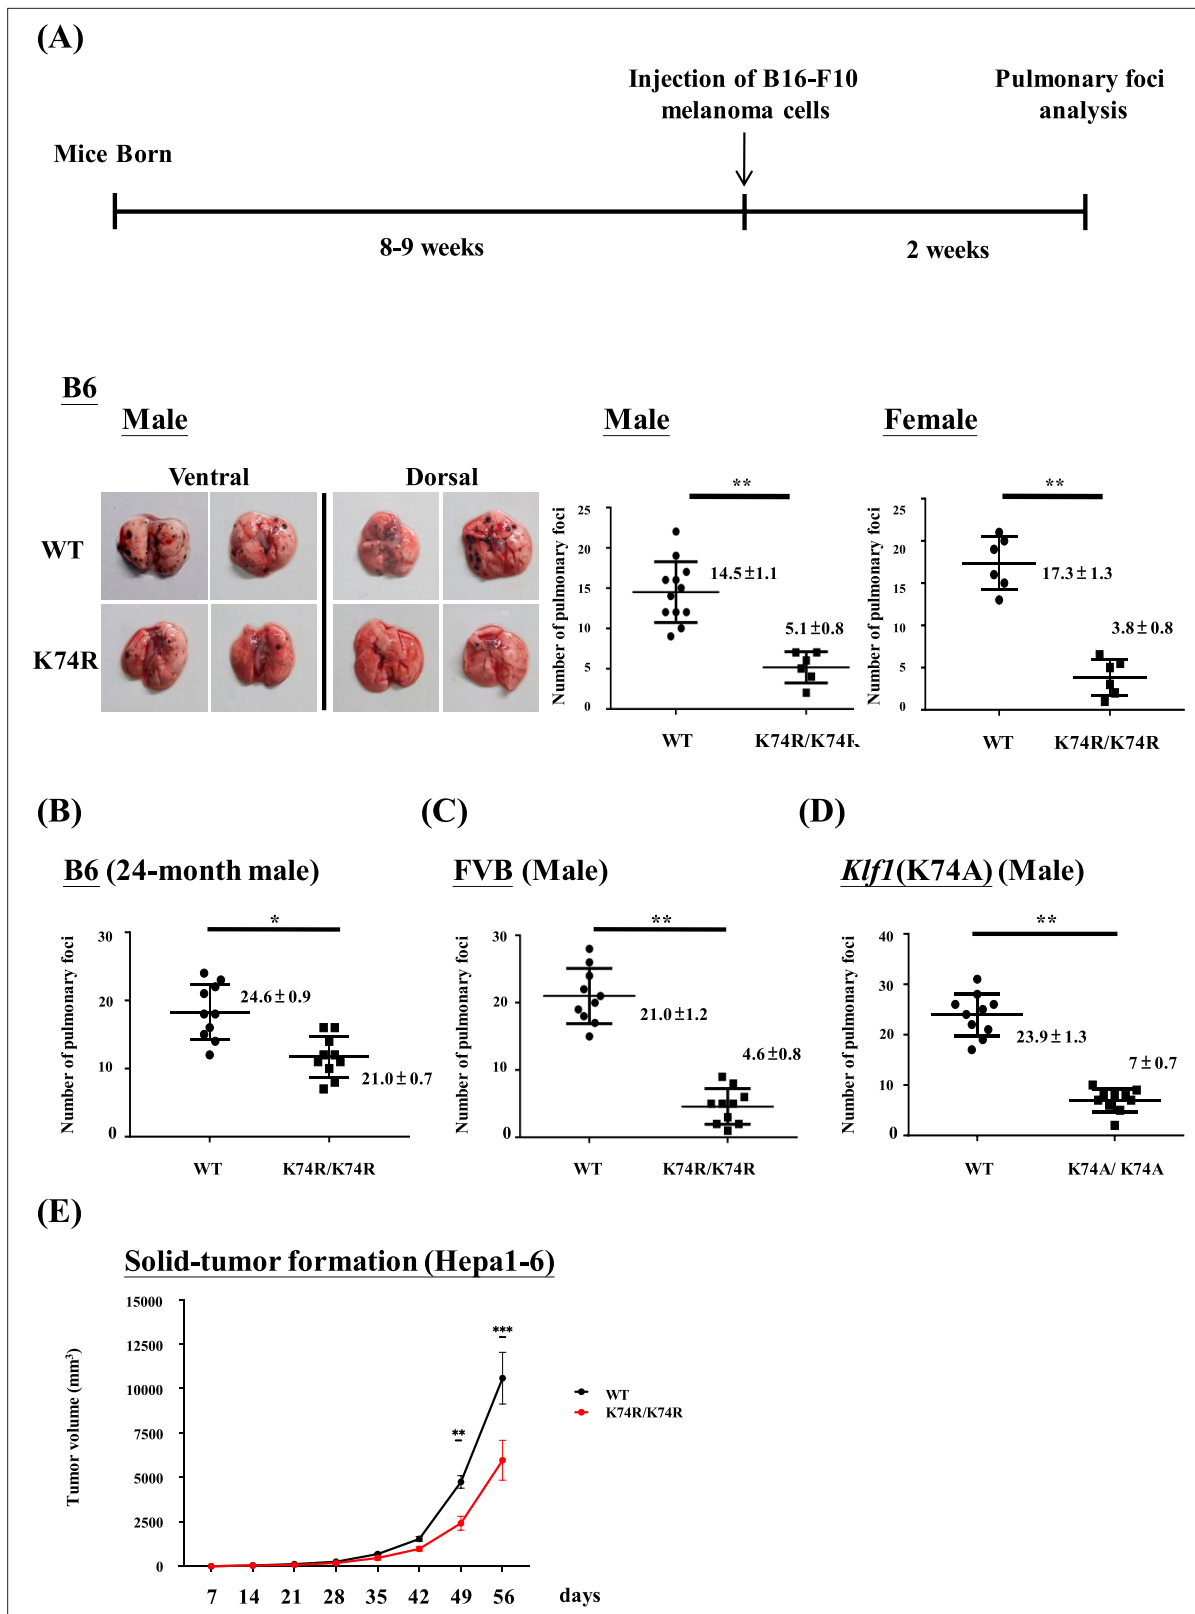 (A)
Injection of B16-F10
melanoma cells
Pulmonary foci
analysis
Mice Born
8-9 weeks
2 weeks
B6
Male
Ventral
Dorsal
WT
K74R
Male
**
Number of pulmonary foci
25
20
15
10
5
0
14.5±1.1
5.1±0.8
WT
K74R/K74R
Female
**
Number of pulmonary foci
25
20
15
10
5
0
17.3±1.3
3.8±0.8
WT
K74R/K74R
(B)
B6 (24-month male)
*
Number of pulmonary foci
30
20
10
0
24.6±0.9
21.0±0.7
WT
K74R/K74R
(C)
FVB (Male)
**
Number of pulmonary foci
30
20
10
0
21.0±1.2
4.6±0.8
WT
K74R/K74R
(D)
Klf1(K74A) (Male)
**
Number of pulmonary foci
40
30
20
10
0
23.9±1.3
7±0.7
WT
K74A/ K74A
(E)
Solid-tumor formation (Hepa1-6)
Tumor volume (mm³)
15000
12500
10000
7500
5000
2500
0
**
***
WT
K74R/K74R
7 14 21 28 35 42 49 56 days